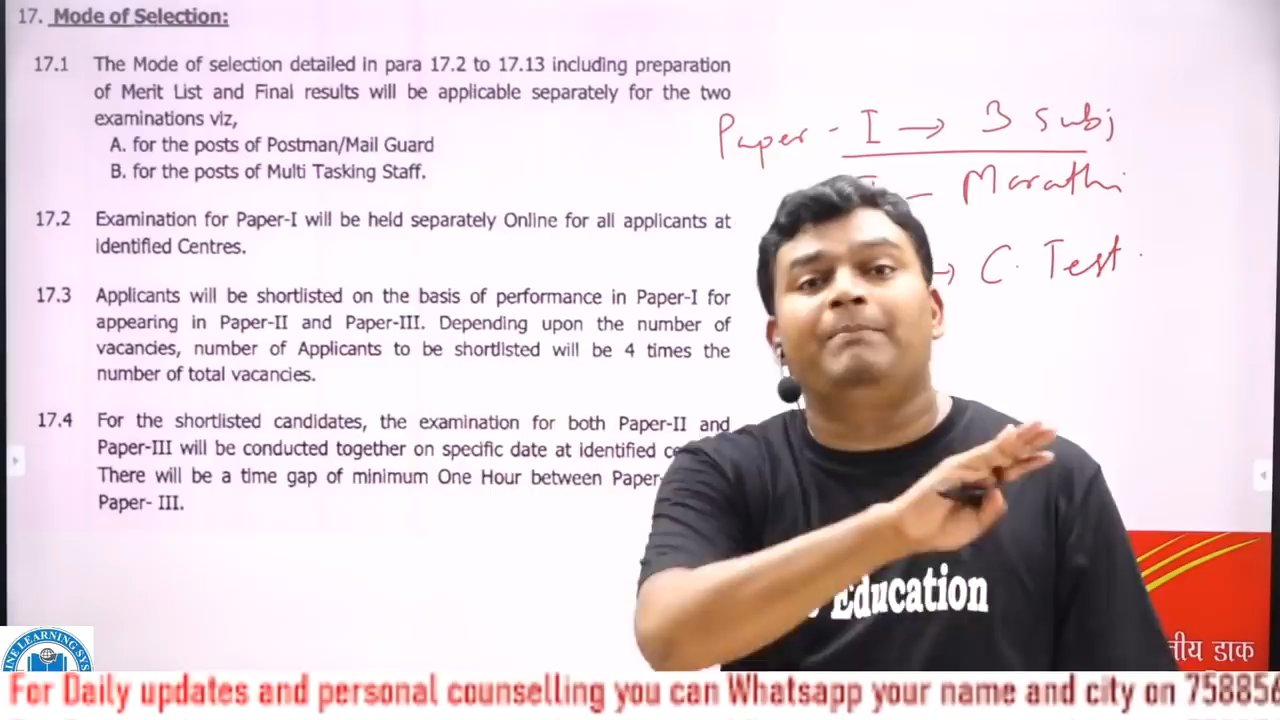 17. Mode of Selection:
17.1 The Mode of selection detailed in para 17.2 to 17.13 including preparation
of Merit List and Final results will be applicable separately for the two
examinations viz,
A. for the posts of Postman/Mail Guard
B. for the posts of Multi Tasking Staff.
17.2 Examination for Paper-I will be held separately Online for all applicants at
identified Centres.
17.3 Applicants will be shortlisted on the basis of performance in Paper-I for
appearing in Paper-II and Paper-III. Depending upon the number of
vacancies, number of Applicants to be shortlisted will be 4 times the
number of total vacancies.
17.4 For the shortlisted candidates, the examination for both Paper-II and
Paper-III will be conducted together on specific date at identified
There will be a time gap of minimum One Hour between Paper-
Paper- III.
Paper - I → 3 subj
– Marathi
→ C. Test.
Education
डाक
For Daily updates and personal counselling you can Whatsapp your name and city on 758856